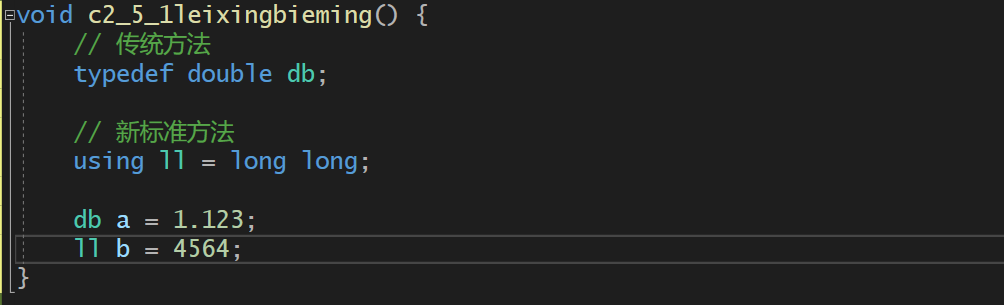 void c2_5_1leixingbieming() {
// 传统方法
typedef double db;
// 新标准方法
using ll = long long;
db a = 1.123;
ll b = 4564;
}